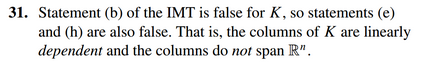 31. Statement (b) of the IMT is false for K, so statements (e)
and (h) are also false. That is, the columns of K are linearly
dependent and the columns do not span ℝⁿ.